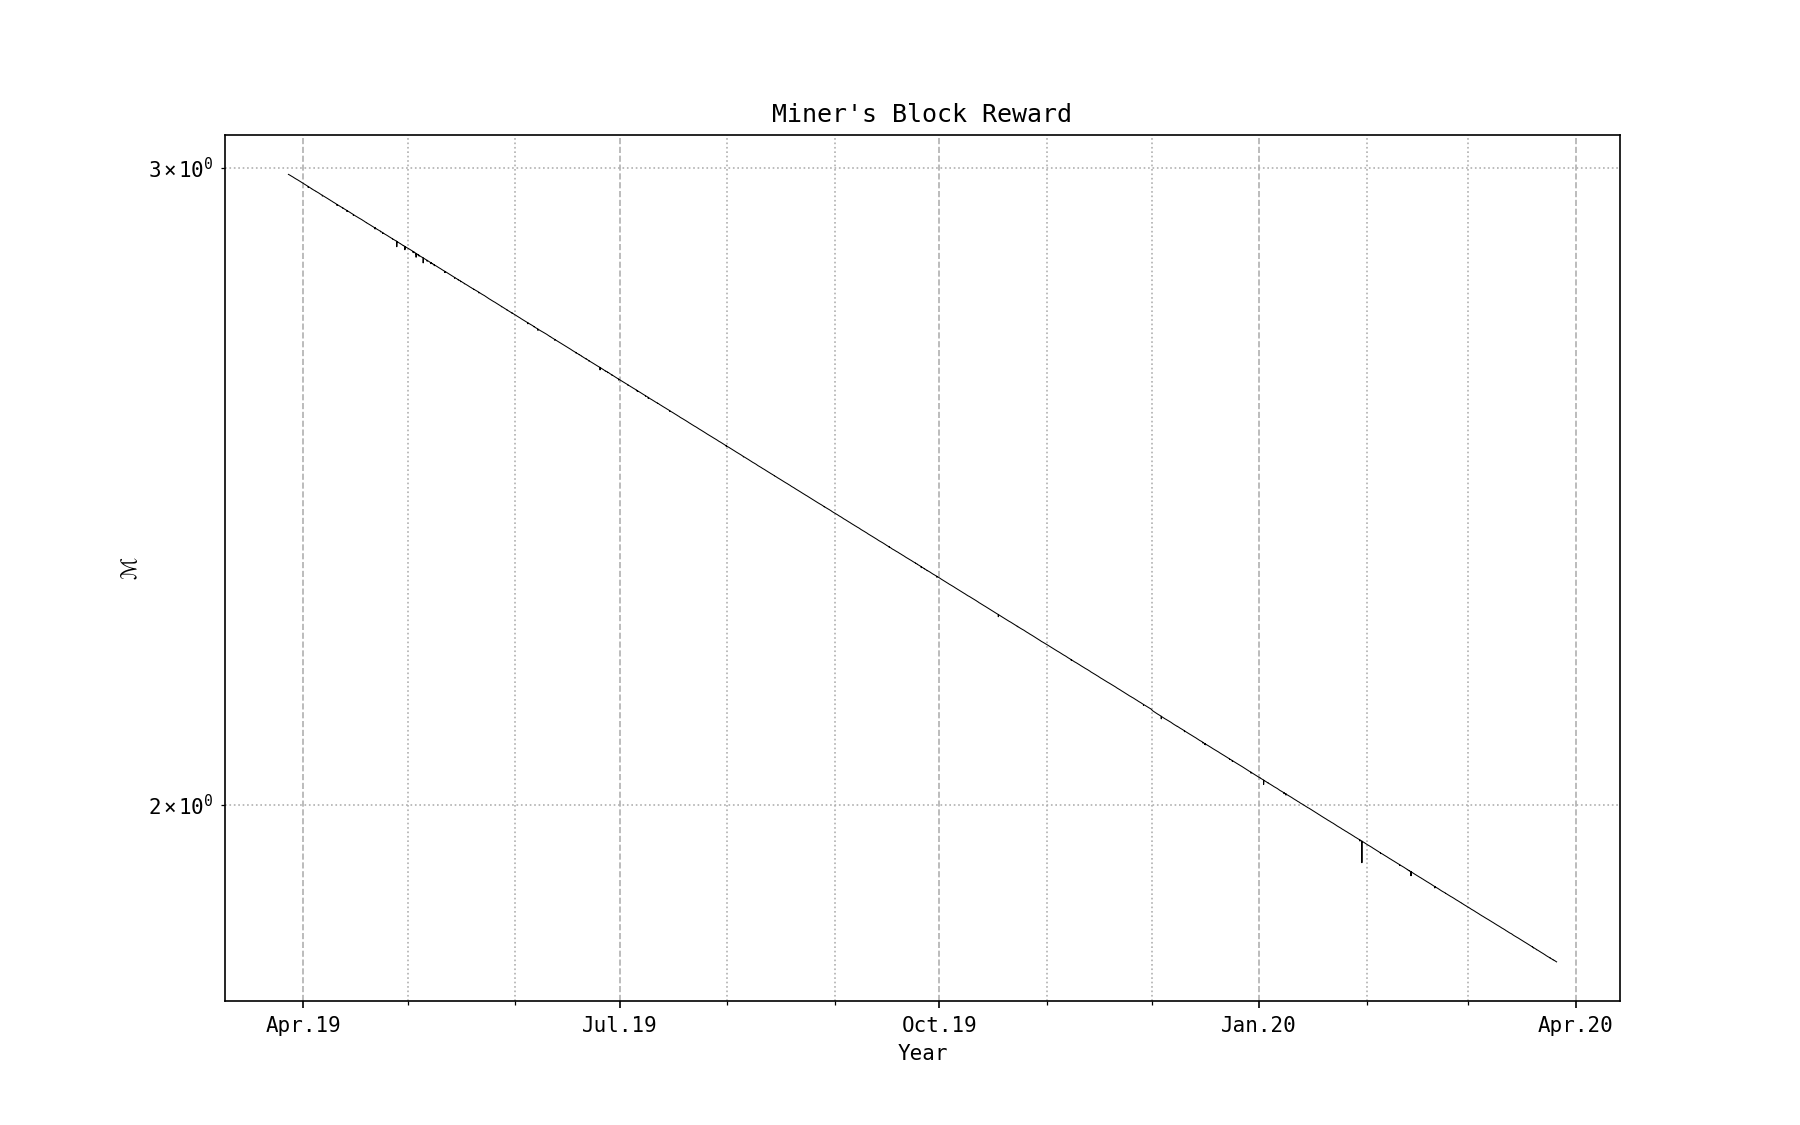 Miner's Block Reward
3×10⁰
ℳ
2×10⁰
Apr.19 Jul.19 Oct.19 Jan.20 Apr.20
Year